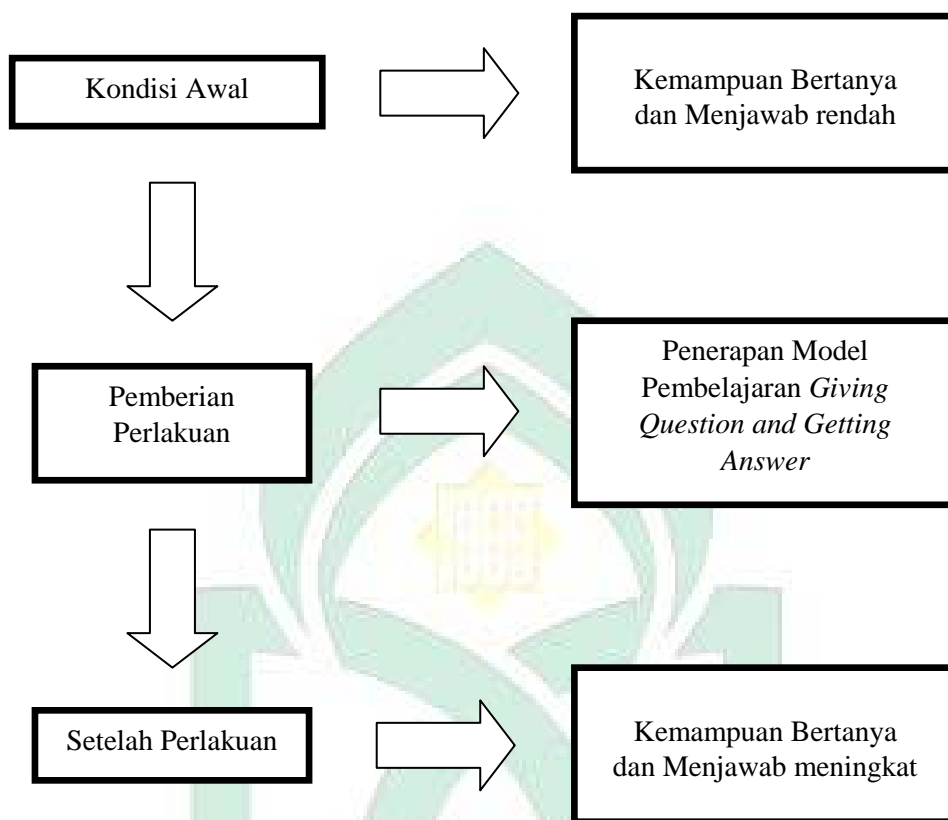 Kondisi Awal
Kemampuan Bertanya
dan Menjawab rendah
Pemberian
Perlakuan
Penerapan Model
Pembelajaran Giving
Question and Getting
Answer
Setelah Perlakuan
Kemampuan Bertanya
dan Menjawab meningkat